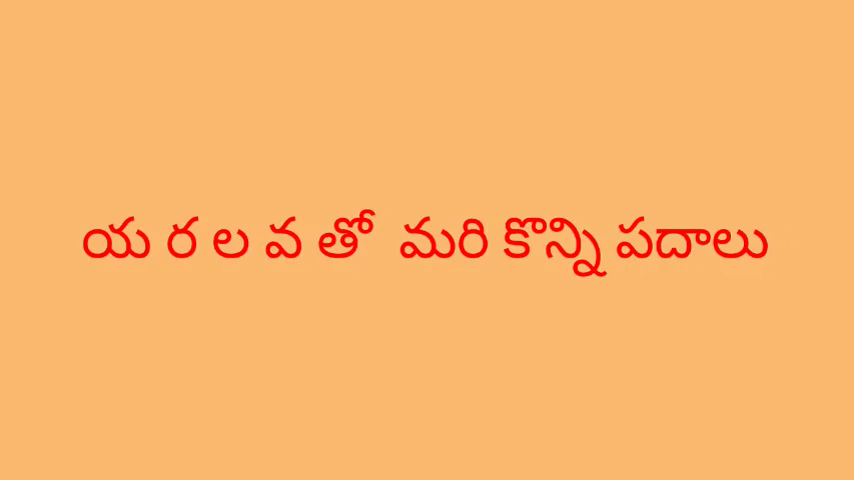 య ర ల వ తో మరి కొన్ని పదాలు